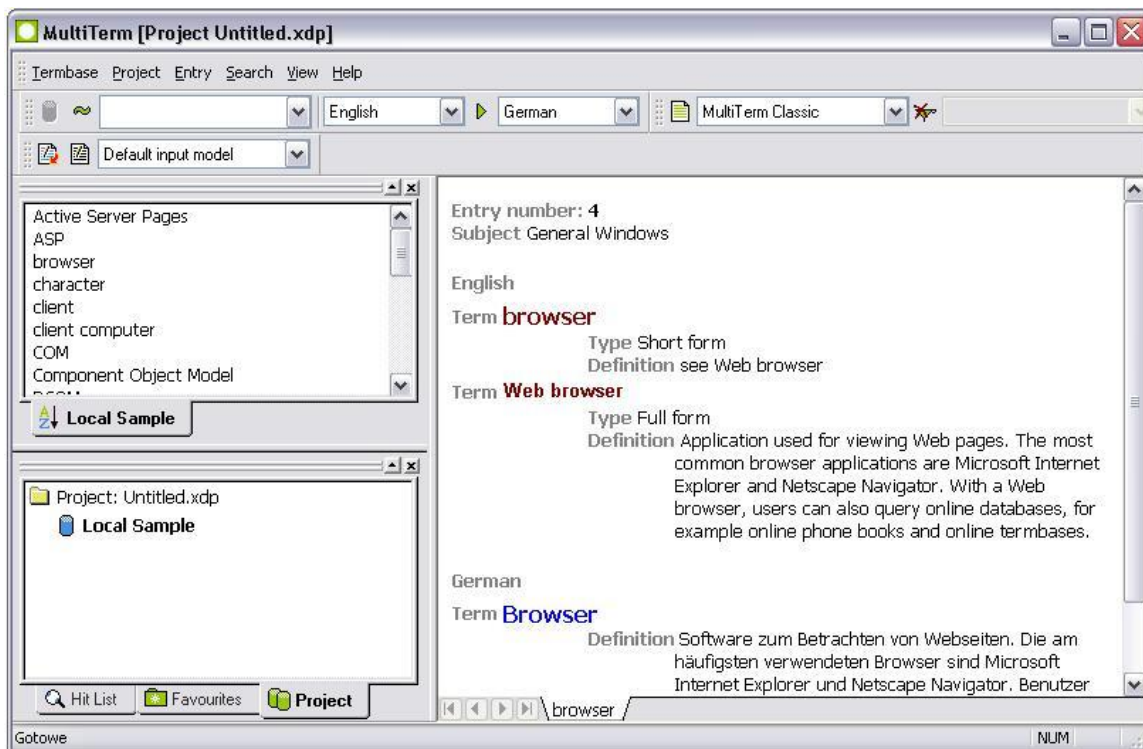 MultiTerm [Project Untitled.xdp]
Termbase Project Entry Search View Help
English German MultiTerm Classic
Default input model
Active Server Pages
ASP
browser
character
client
client computer
COM
Component Object Model
Local Sample
Project: Untitled.xdp
Local Sample
Hit List Favourites Project
Entry number: 4
Subject General Windows
English
Term browser
Type Short form
Definition see Web browser
Term Web browser
Type Full form
Definition Application used for viewing Web pages. The most
common browser applications are Microsoft Internet
Explorer and Netscape Navigator. With a Web
browser, users can also query online databases, for
example online phone books and online termbases.
German
Term Browser
Definition Software zum Betrachten von Webseiten. Die am
häufigsten verwendeten Browser sind Microsoft
Internet Explorer und Netscape Navigator. Benutzer
browser
Gotowe NUM